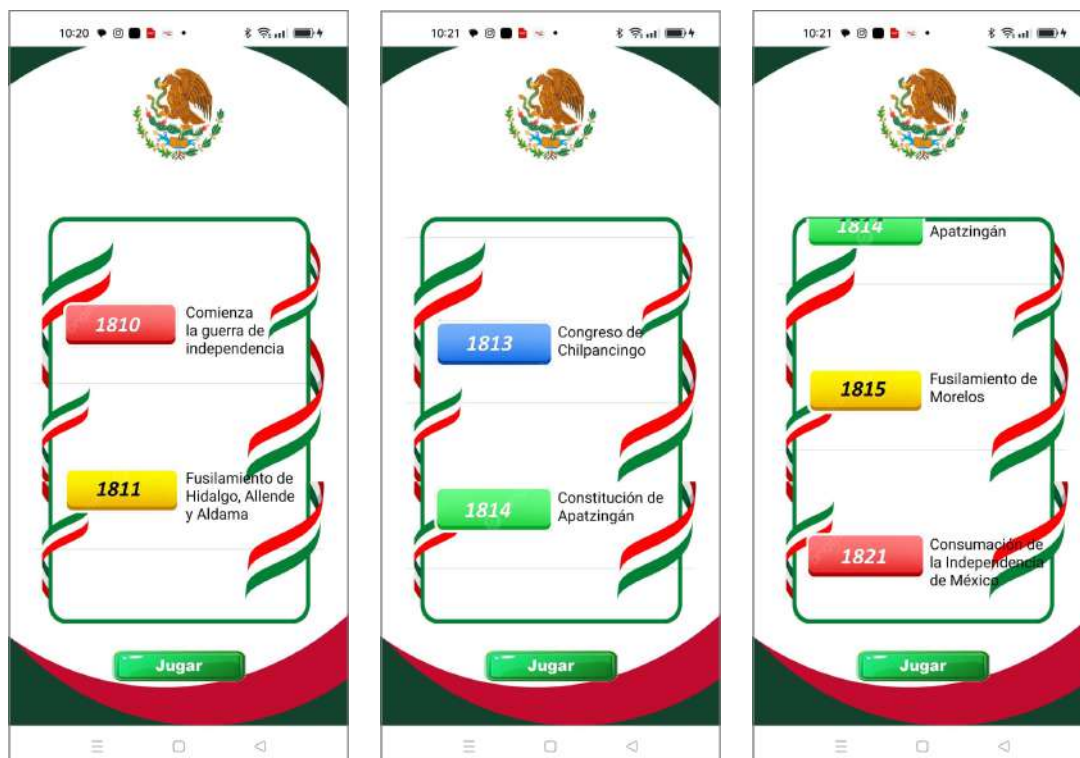 10:20
1810
Comienza
la guerra de
independencia
1811
Fusilamiento de
Hidalgo, Allende
y Aldama
Jugar
10:21
1813
Congreso de
Chilpancingo
1814
Constitución de
Apatzingán
Jugar
10:21
1814
Apatzingán
1815
Fusilamiento de
Morelos
1821
Consumación de
la Independencia
de México
Jugar